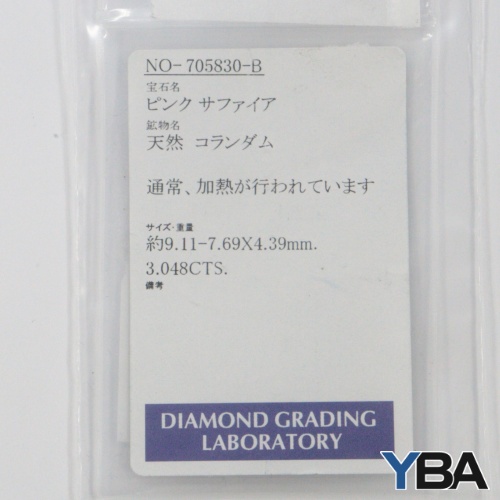 NO-705830-B
宝石名
ピンク サファイア
鉱物名
天然 コランダム
通常、加熱が行われています
サイズ・重量
約9.11-7.69X4.39mm.
3.048CTS.
備考
DIAMOND GRADING
LABORATORY
YBA